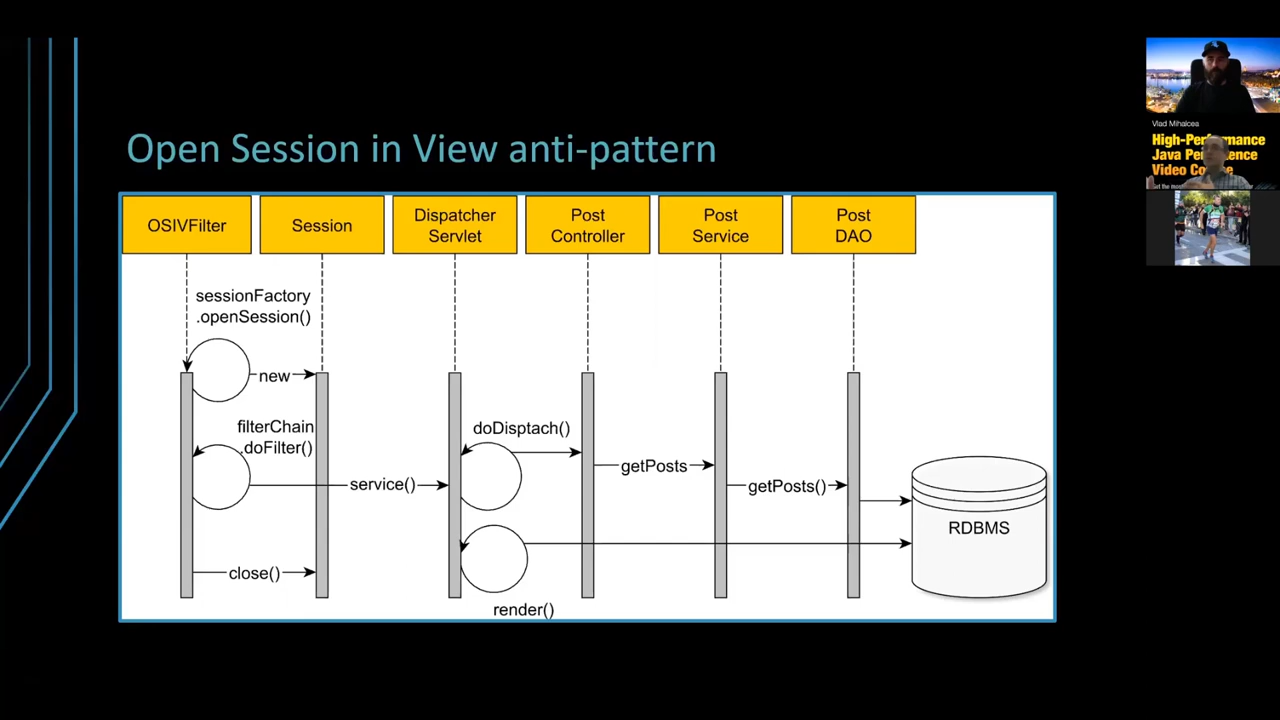 Open Session in View anti-pattern
OSIVFilter
Session
Dispatcher
Servlet
Post
Controller
Post
Service
Post
DAO
sessionFactory
.openSession()
new
filterChain
.doFilter()
service()
doDisptach()
getPosts
getPosts()
RDBMS
close()
render()
Vlad Mihalcea
High-Performance
Java Persistence
Video Course